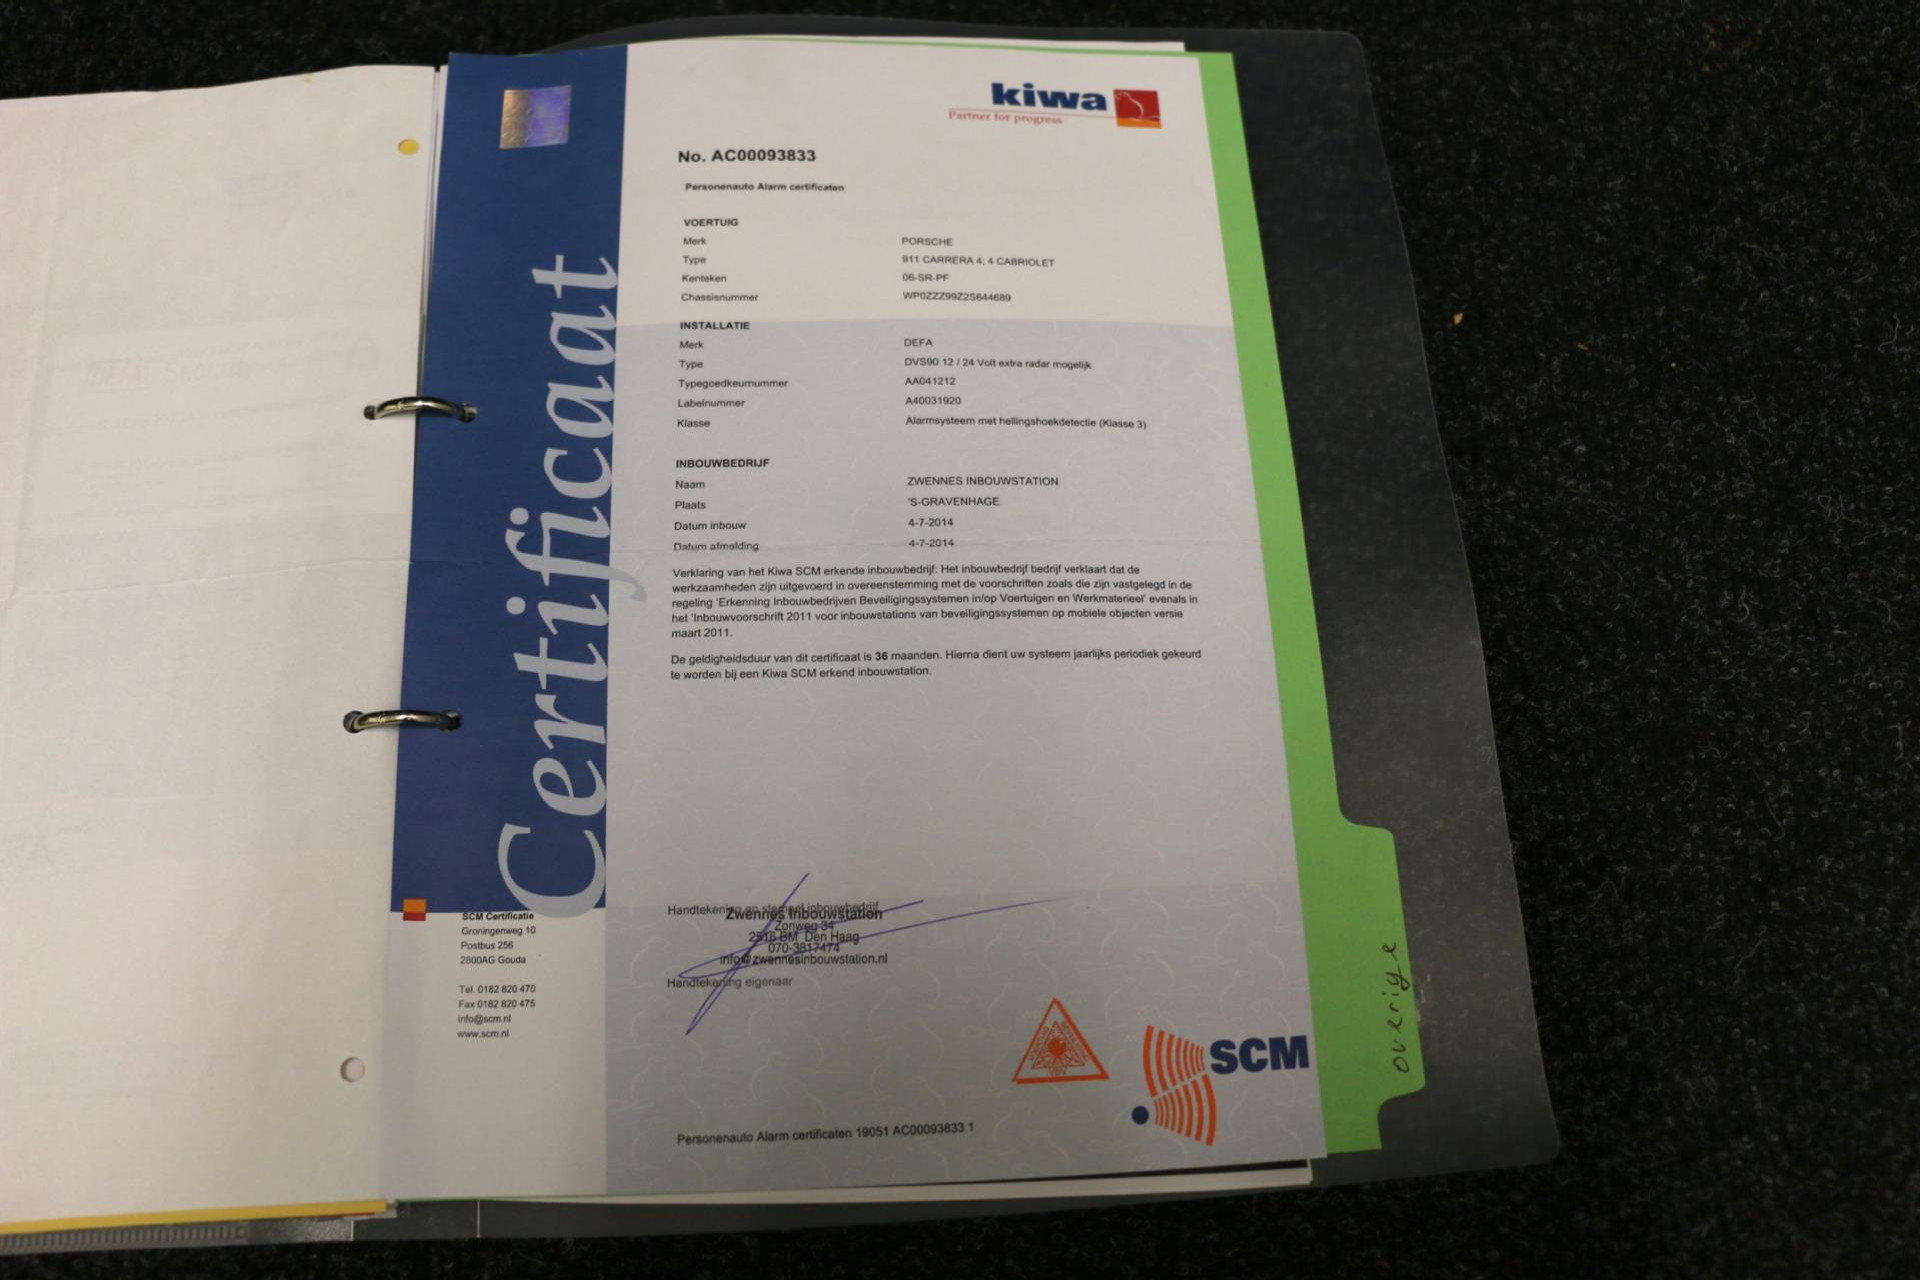 kiwa
Partner for progress
No. AC00093833
Personenauto Alarm certificaten
VOERTUIG
Merk PORSCHE
Type 911 CARRERA 4; 4 CABRIOLET
Kenteken 06-SR-PF
Chassisnummer WP0ZZZ99Z2S644689
INSTALLATIE
Merk DEFA
Type DVS90 12 / 24 Volt extra radar mogelijk
Typegoedkeurnummer AA041212
Labelnummer A40031920
Klasse Alarmsysteem met hellingshoekdetectie (Klasse 3)
INBOUWBEDRIJF
Naam ZWENNES INBOUWSTATION
Plaats 'S-GRAVENHAGE
Datum inbouw 4-7-2014
Datum afmelding 4-7-2014
Verklaring van het Kiwa SCM erkende inbouwbedrijf: Het inbouwbedrijf bedrijf verklaart dat de
werkzaamheden zijn uitgevoerd in overeenstemming met de voorschriften zoals die zijn vastgelegd in de
regeling 'Erkenning Inbouwbedrijven Beveiligingssystemen in/op Voertuigen en Werkmaterieel' evenals in
het 'Inbouwvoorschrift 2011 voor inbouwstations van beveiligingssystemen op mobiele objecten versie
maart 2011.
De geldigheidsduur van dit certificaat is 36 maanden. Hierna dient uw systeem jaarlijks periodiek gekeurd
te worden bij een Kiwa SCM erkend inbouwstation.
Certificaat
Handtekening en stempel inbouwbedrijf
Zwennes Inbouwstation
Zonweg 34
2516 BM Den Haag
070-3817474
info@zwennesinbouwstation.nl
Handtekening eigenaar
SCM Certificatie
Groningenweg 10
Postbus 256
2800AG Gouda
Tel. 0182 820 470
Fax 0182 820 475
info@scm.nl
www.scm.nl
SCM
Personenauto Alarm certificaten 19051 AC00093833 1
overige